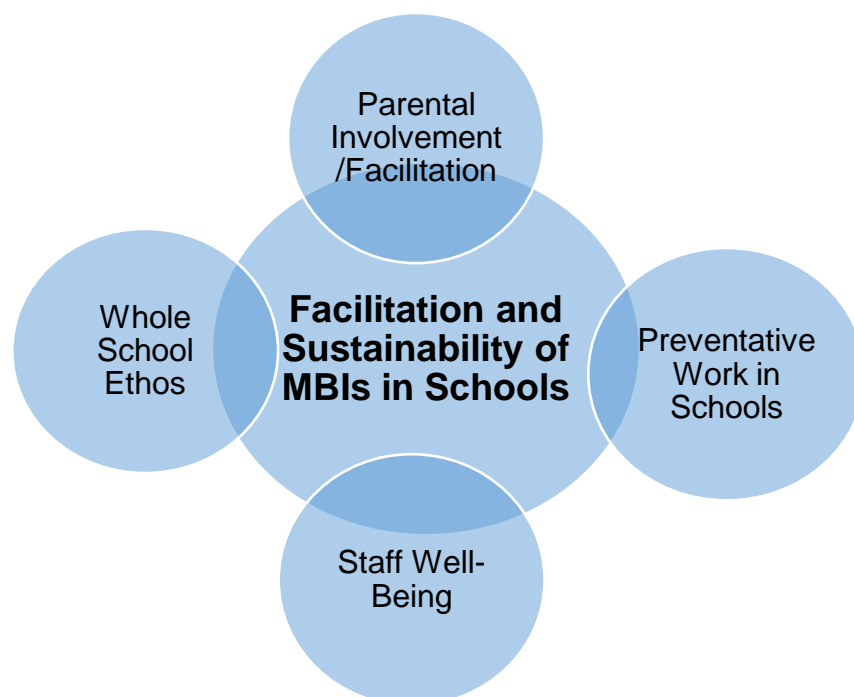 Parental
Involvement
/Facilitation
Whole
School
Ethos
Facilitation and
Sustainability of
MBIs in Schools
Preventative
Work in
Schools
Staff Well-
Being